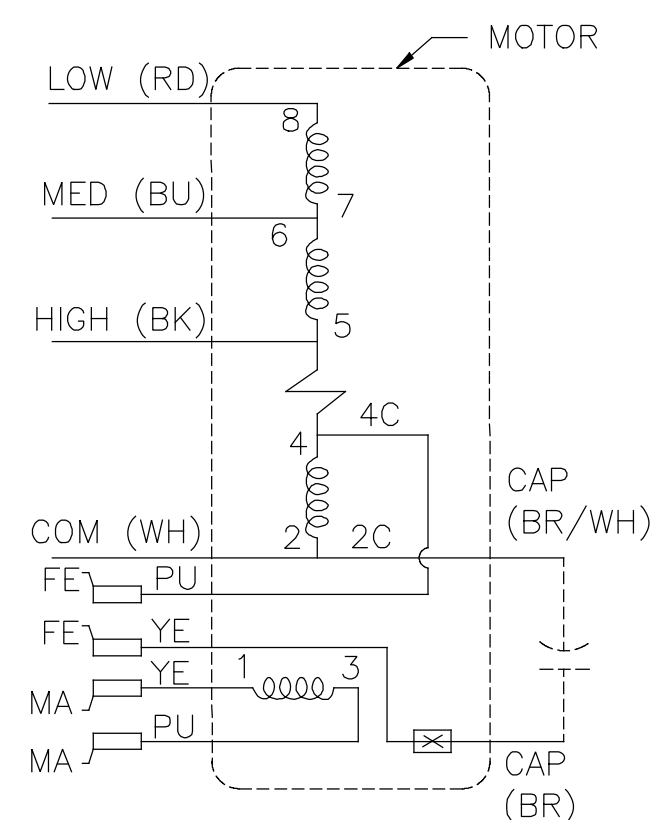 MOTOR
LOW (RD)
8
7
MED (BU)
6
5
HIGH (BK)
4C
4
CAP
(BR/WH)
COM (WH)
2
2C
FE
PU
FE
YE
YE
1
3
MA
PU
MA
CAP
(BR)